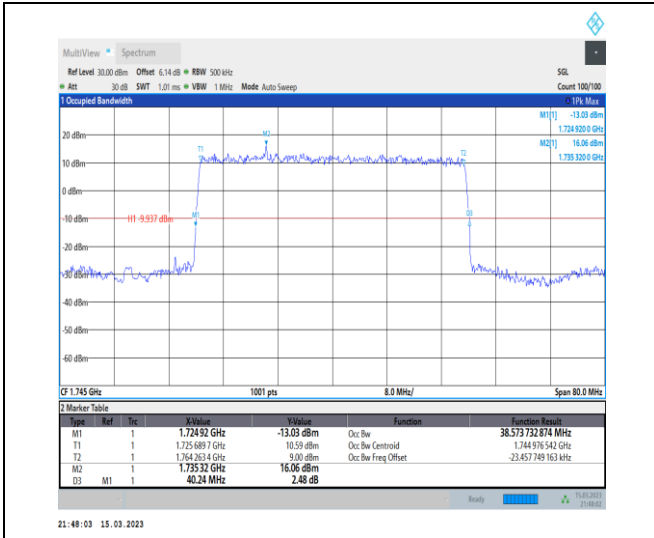 MultiView Spectrum
Ref Level 30.00 dBm Offset 6.14 dB RBW 500 kHz SGL
Att 30 dB SWT 1.01 ms VBW 1 MHz Mode Auto Sweep Count 100/100
1 Occupied Bandwidth 1Pk Max
M1[1] -13.03 dBm
1.724 920 0 GHz
M2[1] 16.06 dBm
1.735 320 0 GHz
20 dBm
M2
T1
T2
10 dBm
0 dBm
-10 dBm
H1 -9.937 dBm
M1
D3
-20 dBm
-30 dBm
-40 dBm
-50 dBm
-60 dBm
CF 1.745 GHz 1001 pts 8.0 MHz/ Span 80.0 MHz
2 Marker Table
Type Ref Trc X-Value Y-Value Function Function Result
M1 1 1.724 92 GHz -13.03 dBm Occ Bw 38.573 732 874 MHz
T1 1 1.725 689 7 GHz 10.59 dBm Occ Bw Centroid 1.744 976 542 GHz
T2 1 1.764 263 4 GHz 9.00 dBm Occ Bw Freq Offset -23.457 749 163 kHz
M2 1 1.735 32 GHz 16.06 dBm
D3 M1 1 40.24 MHz 2.48 dB
Ready 15.03.2023
21:48:02
21:48:03 15.03.2023